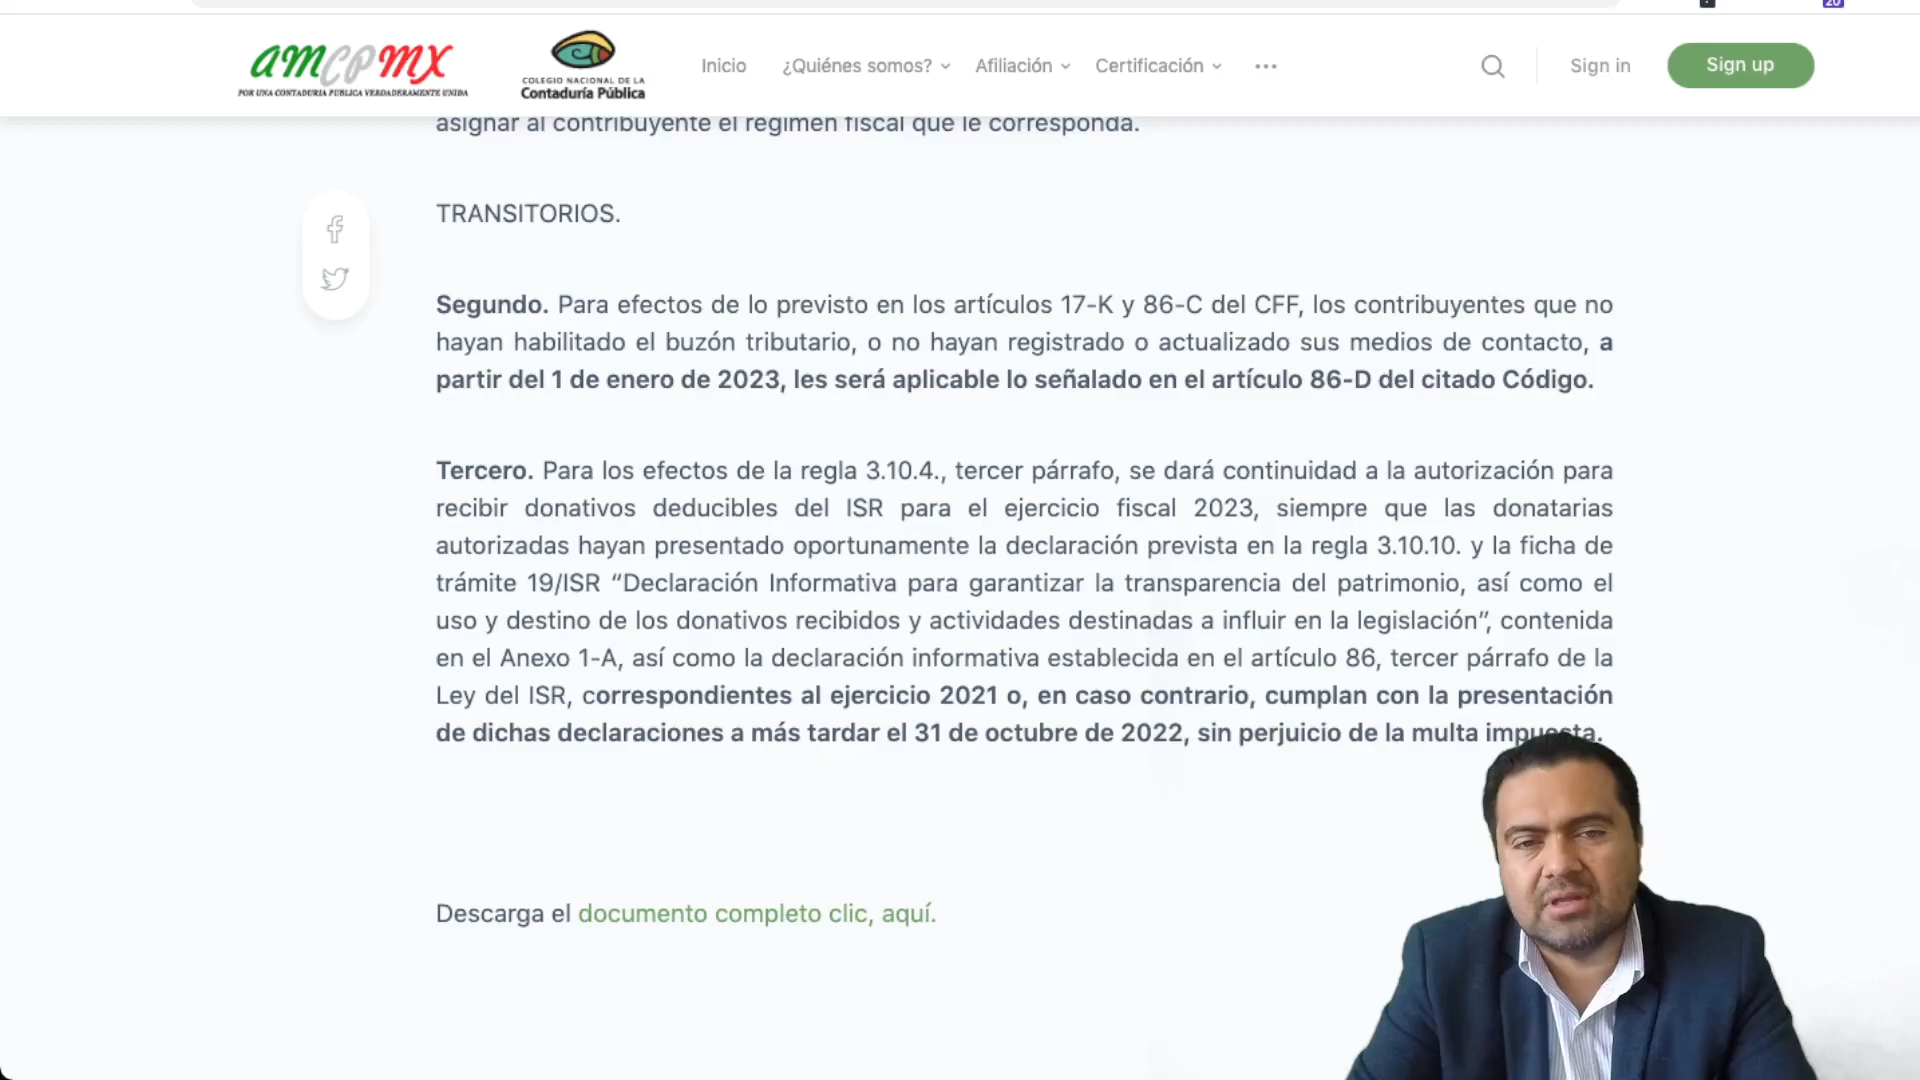 20
amcpmx
POR UNA CONTADURIA PUBLICA VERDADERAMENTE UNIDA
COLEGIO NACIONAL DE LA
Contaduría Pública
Inicio
¿Quiénes somos?
Afiliación
Certificación
Sign in
Sign up
asignar al contribuyente el régimen fiscal que le corresponda.
TRANSITORIOS.
Segundo. Para efectos de lo previsto en los artículos 17-K y 86-C del CFF, los contribuyentes que no
hayan habilitado el buzón tributario, o no hayan registrado o actualizado sus medios de contacto, a
partir del 1 de enero de 2023, les será aplicable lo señalado en el artículo 86-D del citado Código.
Tercero. Para los efectos de la regla 3.10.4., tercer párrafo, se dará continuidad a la autorización para
recibir donativos deducibles del ISR para el ejercicio fiscal 2023, siempre que las donatarias
autorizadas hayan presentado oportunamente la declaración prevista en la regla 3.10.10. y la ficha de
trámite 19/ISR “Declaración Informativa para garantizar la transparencia del patrimonio, así como el
uso y destino de los donativos recibidos y actividades destinadas a influir en la legislación”, contenida
en el Anexo 1-A, así como la declaración informativa establecida en el artículo 86, tercer párrafo de la
Ley del ISR, correspondientes al ejercicio 2021 o, en caso contrario, cumplan con la presentación
de dichas declaraciones a más tardar el 31 de octubre de 2022, sin perjuicio de la multa impuesta.
Descarga el documento completo clic, aquí.